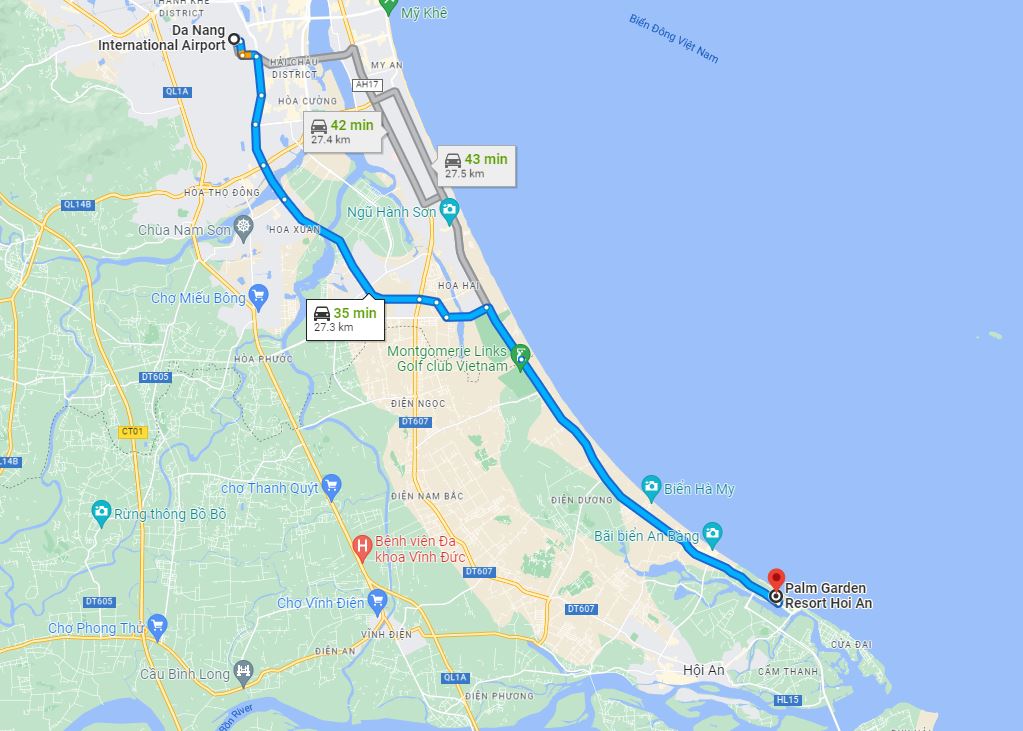 THANH KHÊ
DISTRICT
Mỹ Khê
Biển Đông Việt Nam
Da Nang
International Airport
HẢI CHÂU
DISTRICT
MY AN
AH17
QL1A
HÒA CƯỜNG
42 min
27.4 km
43 min
27.5 km
HÒA THỌ ĐÔNG
QL14B
Ngũ Hành Sơn
Chùa Nam Sơn
HOA XUÂN
HÒA HẢI
Chợ Miếu Bông
35 min
27.3 km
HÒA PHƯỚC
Montgomerie Links
Golf club Vietnam
DT605
ĐIỆN NGỌC
DT607
CT01
L14B
chợ Thanh Quýt
Biển Hà My
ĐIỆN NAM BẮC
ĐIỆN DƯƠNG
Rừng thông Bồ Bồ
Bãi biển An Bàng
Bệnh viện Đa
khoa Vĩnh Đức
DT607
Palm Garden
Resort Hoi An
DT605
Chợ Vĩnh Điện
DT607
Chợ Phong Thử
VĨNH ĐIỆN
CỬA ĐẠI
ĐIỆN AN
Hội An
CẨM THANH
Cầu Bình Long
QL1A
ĐIỆN PHƯƠNG
HL15
Bồn River